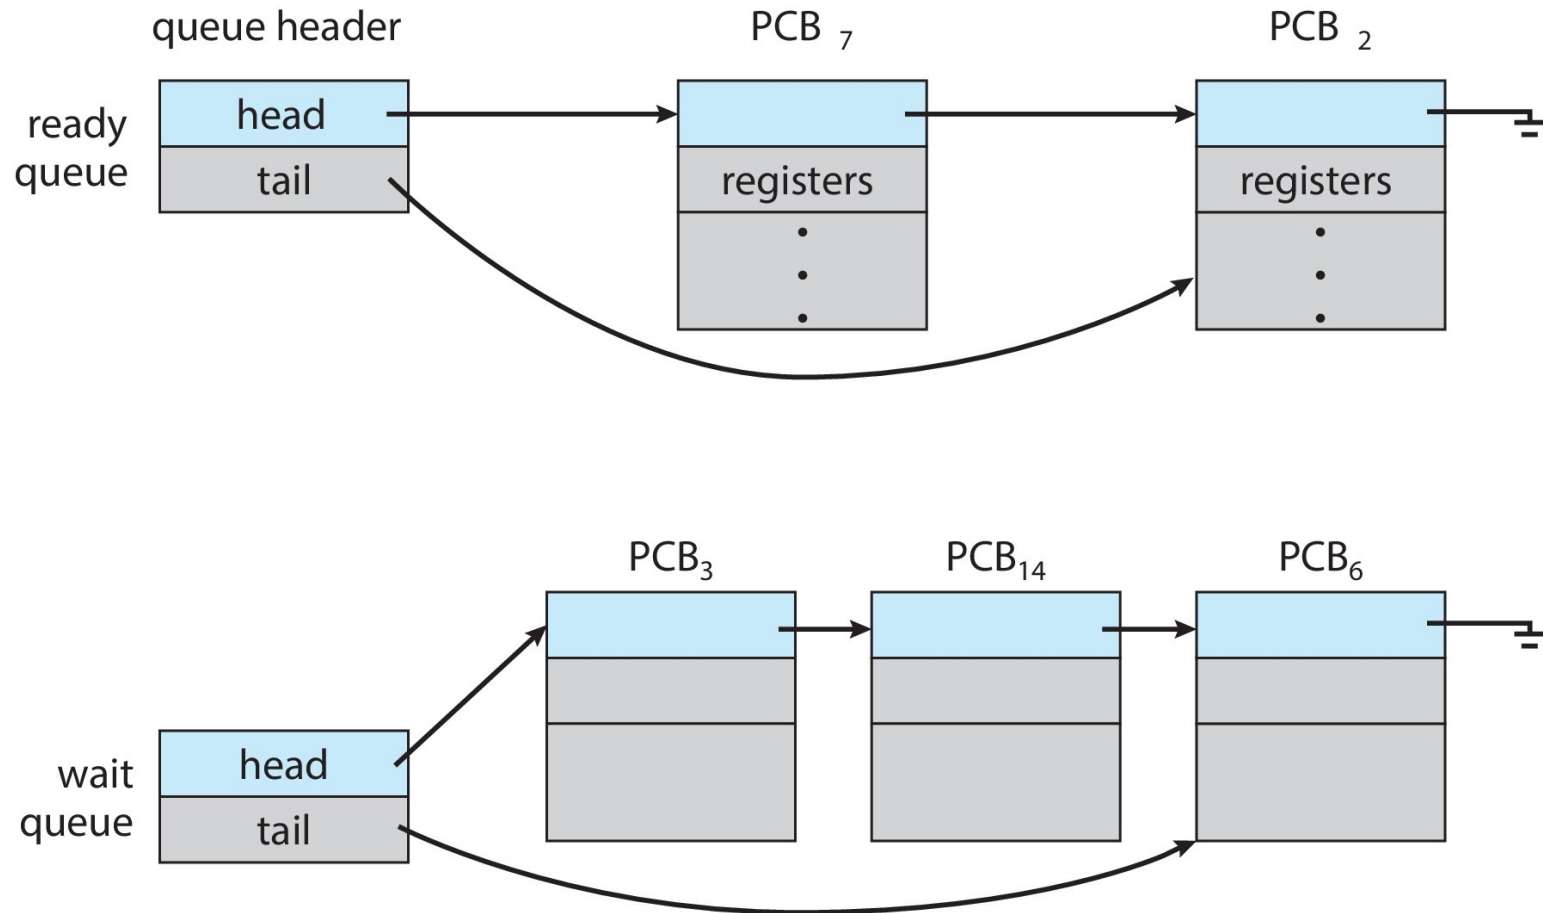 queue header
PCB 7
PCB 2
ready
queue
head
tail
registers
registers
PCB3
PCB14
PCB6
wait
queue
head
tail